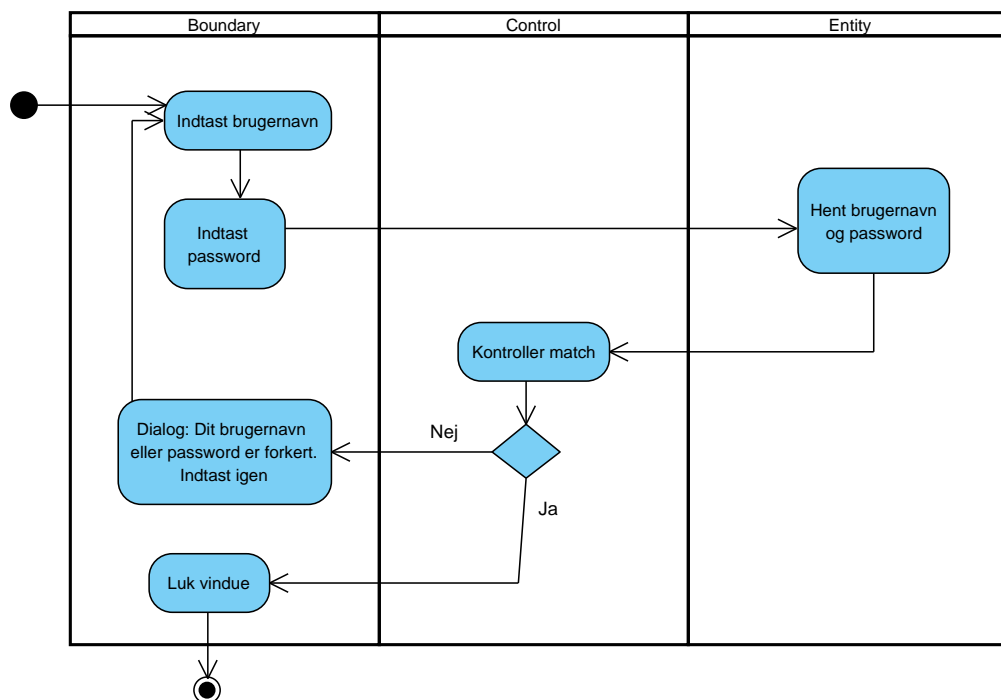 Boundary
Control
Entity
Indtast brugernavn
Indtast
password
Hent brugernavn
og password
Kontroller match
Nej
Dialog: Dit brugernavn
eller password er forkert.
Indtast igen
Ja
Luk vindue